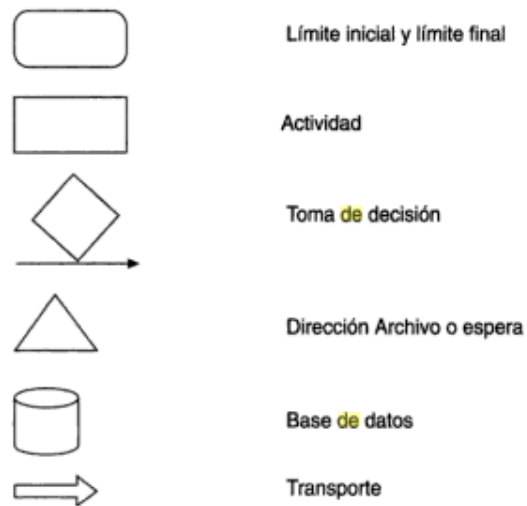 Límite inicial y límite final
Actividad
Toma de decisión
Dirección Archivo o espera
Base de datos
Transporte